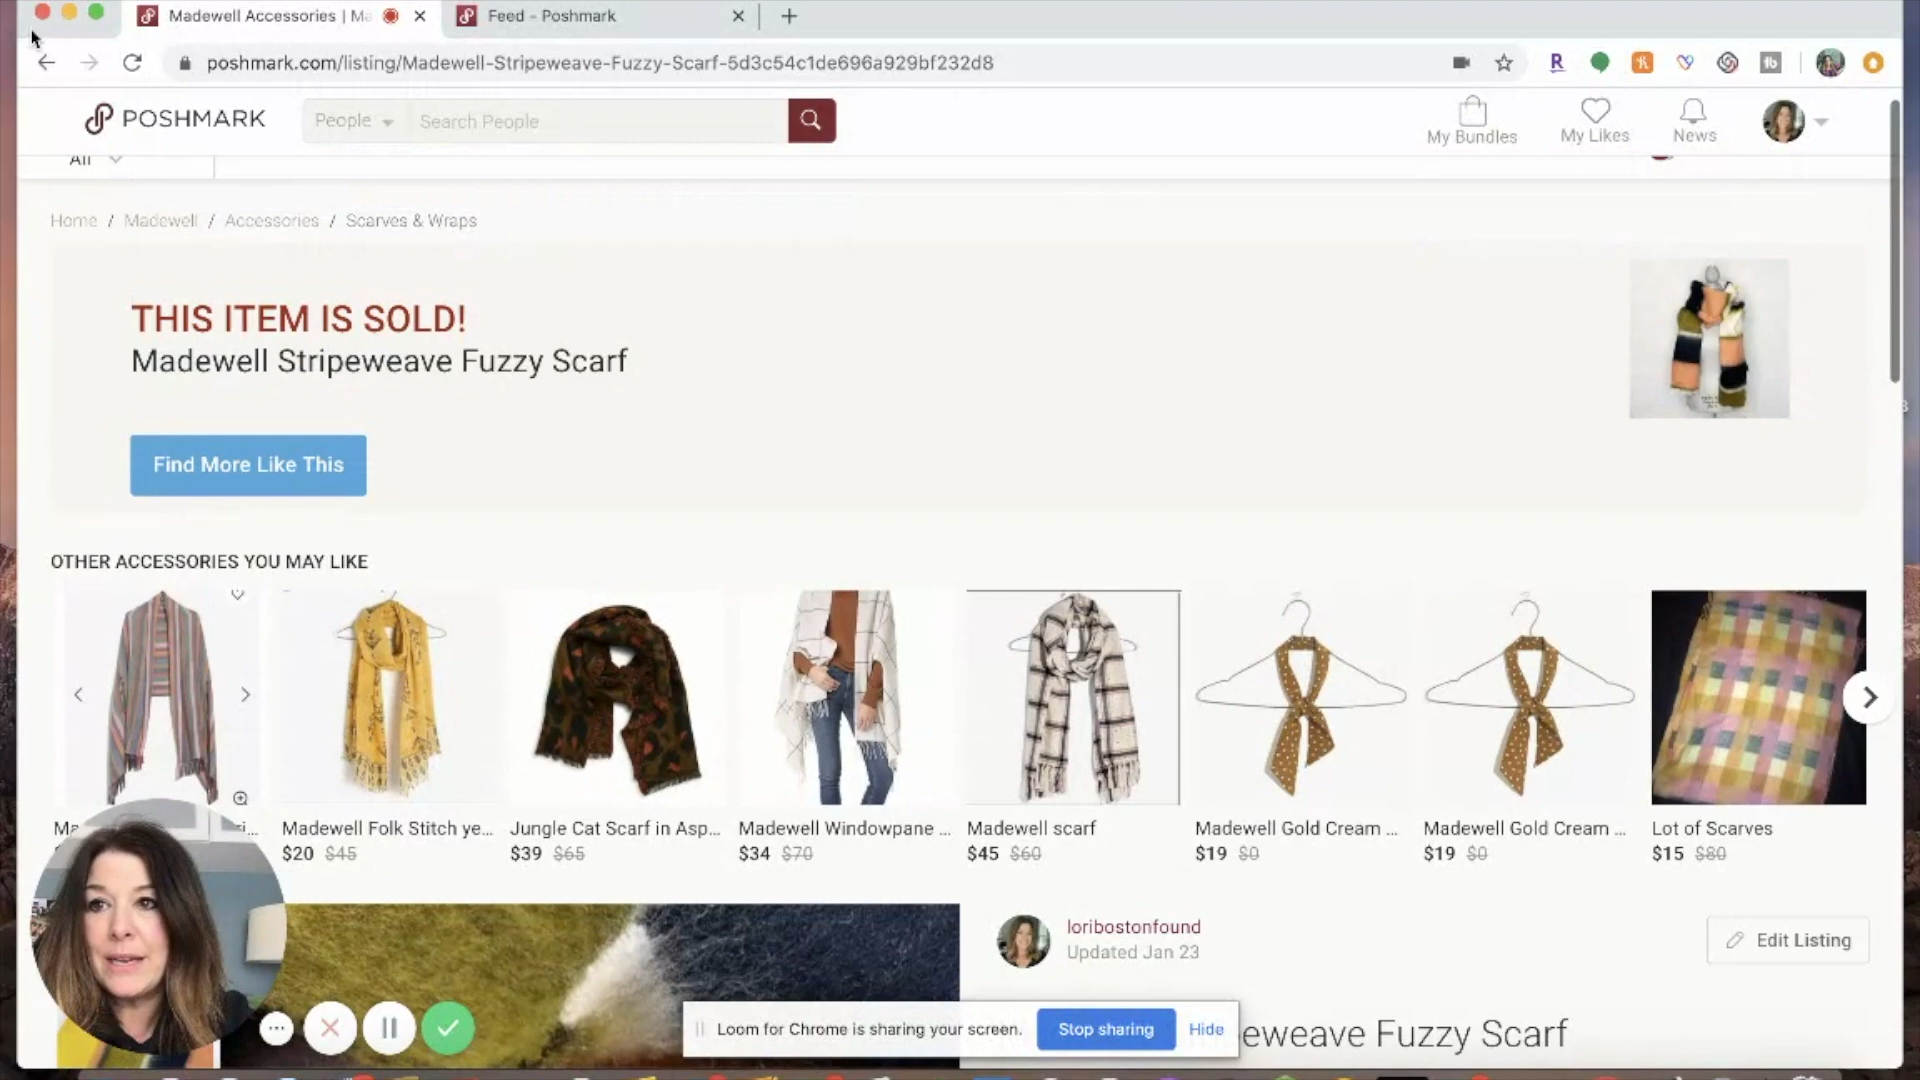 Madewell Accessories | Ma
Feed - Poshmark
poshmark.com/listing/Madewell-Stripeweave-Fuzzy-Scarf-5d3c54c1de696a929bf232d8
POSHMARK
People
Search People
My Bundles
My Likes
News
All
Home / Madewell / Accessories / Scarves & Wraps
THIS ITEM IS SOLD!
Madewell Stripeweave Fuzzy Scarf
Find More Like This
OTHER ACCESSORIES YOU MAY LIKE
Madewell Folk Stitch ye...
$20 $45
Jungle Cat Scarf in Asp...
$39 $65
Madewell Windowpane ...
$34 $70
Madewell scarf
$45 $60
Madewell Gold Cream ...
$19 $0
Madewell Gold Cream ...
$19 $0
Lot of Scarves
$15 $80
loribostonfound
Updated Jan 23
Edit Listing
eweave Fuzzy Scarf
Loom for Chrome is sharing your screen.
Stop sharing
Hide